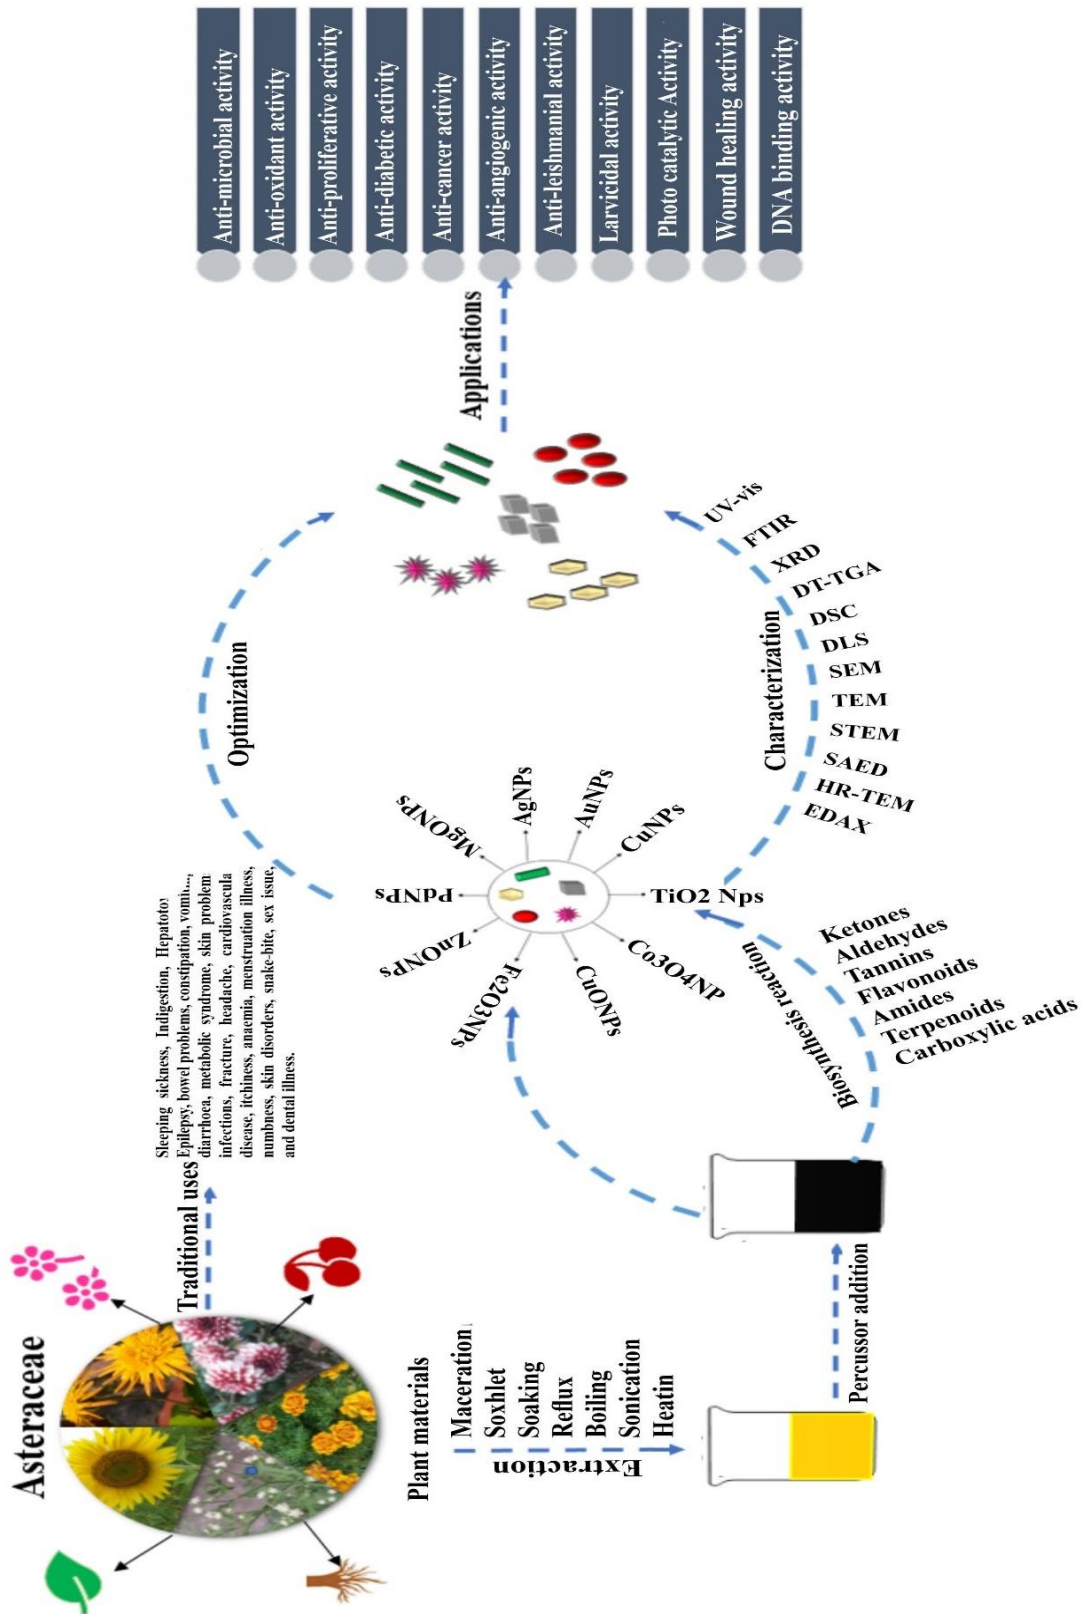 Asteraceae
Traditional uses
Sleeping sickness, Indigestion,
Epilepsy, bowel problems, constipation,
diarrhoea, metabolic syndrome, skin problem
infections, fracture, headache, cardiovascula
disease, itchiness, anaemia, menstruation illness,
numbness, skin disorders, snake-bite, sex issue,
and dental illness.
Plant materials
Extraction
Maceration
Soxhlet
Soaking
Reflux
Boiling
Sonication
Heatin
Percussor addition
Biosynthesis reaction
Ketones
Aldehydes
Tannins
Flavonoids
Amides
Terpenoids
Carboxylic acids
Fe2O3NPs
ZnONPs
PdNPs
MgONPs
AgNPs
AuNPs
CuNPs
TiO2 Nps
Co3O4NP
CuONPs
Optimization
Characterization
EDAX
HR-TEM
SAED
STEM
TEM
SEM
DLS
DSC
DT-TGA
XRD
FTIR
UV-vis
Applications
Anti-microbial activity
Anti-oxidant activity
Anti-proliferative activity
Anti-diabetic activity
Anti-cancer activity
Anti-angiogenic activity
Anti-leishmanial activity
Larvicidal activity
Photo catalytic Activity
Wound healing activity
DNA binding activity